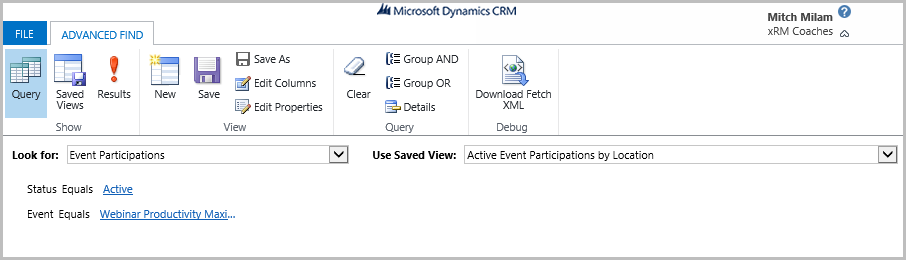 Microsoft Dynamics CRM
Mitch Milam
xRM Coaches
FILE
ADVANCED FIND
Query
Saved Views
Results
Show
New
Save
Save As
Edit Columns
Edit Properties
View
Clear
Group AND
Group OR
Details
Query
Download Fetch XML
Debug
Look for: Event Participations
Use Saved View: Active Event Participations by Location
Status Equals Active
Event Equals Webinar Productivity Maxi...